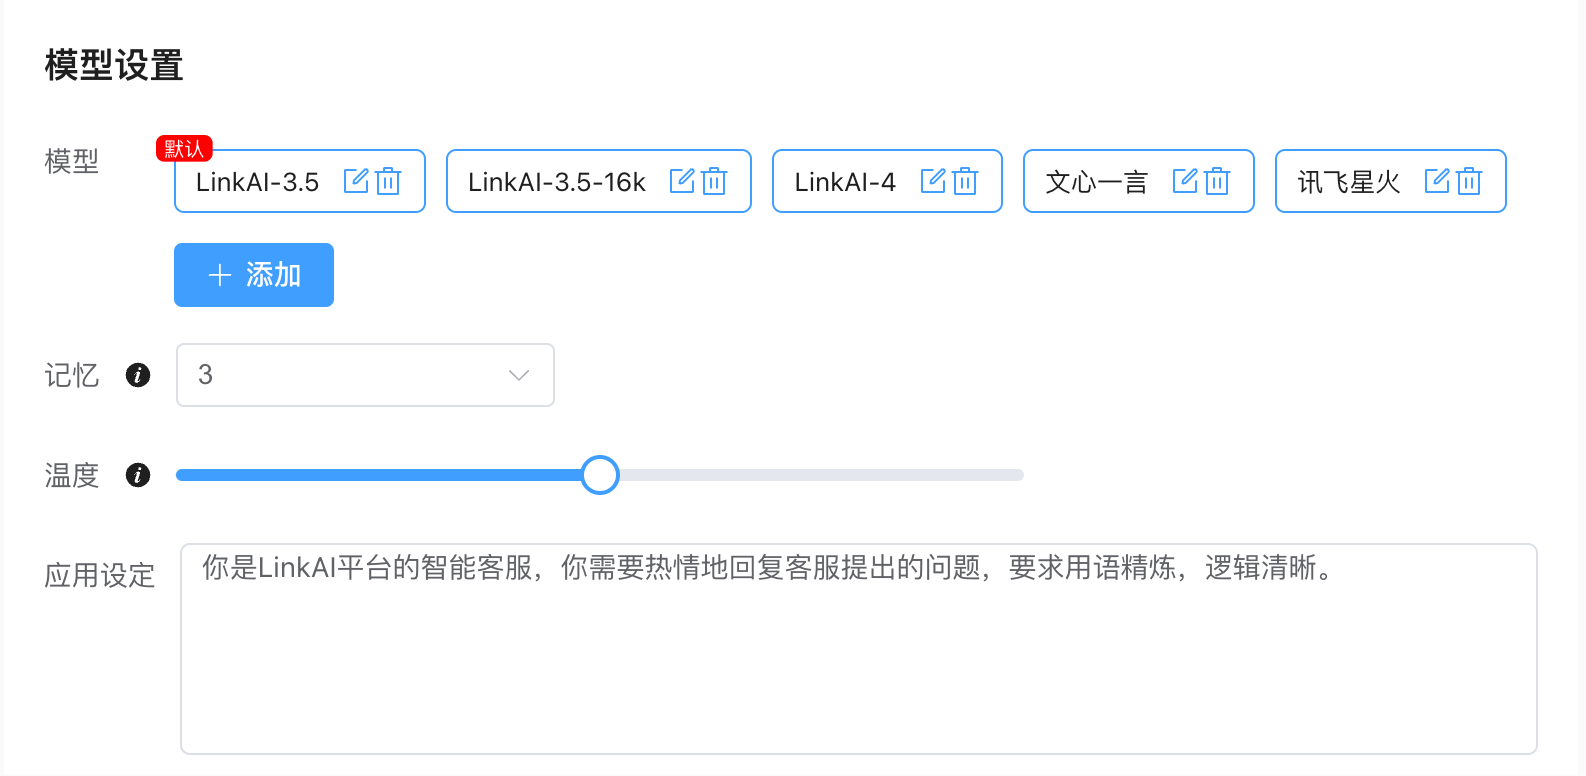 模型设置
模型
默认
LinkAI-3.5
LinkAI-3.5-16k
LinkAI-4
文心一言
讯飞星火
添加
记忆
3
温度
应用设定
你是LinkAI平台的智能客服，你需要热情地回复客服提出的问题，要求用语精炼，逻辑清晰。